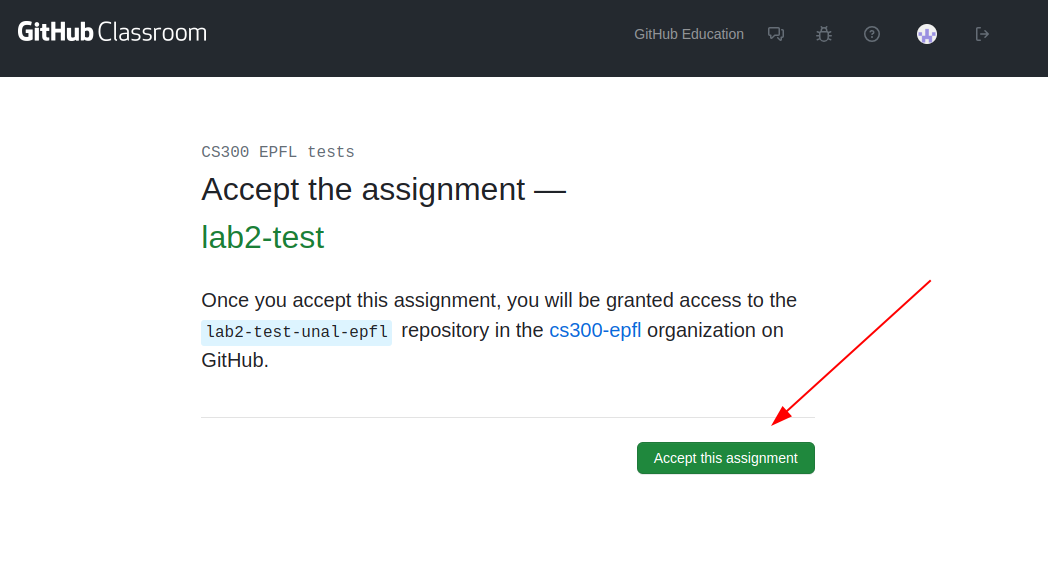 GitHub Classroom
GitHub Education
CS300 EPFL tests
Accept the assignment —
lab2-test
Once you accept this assignment, you will be granted access to the
lab2-test-unal-epfl repository in the cs300-epfl organization on
GitHub.
Accept this assignment